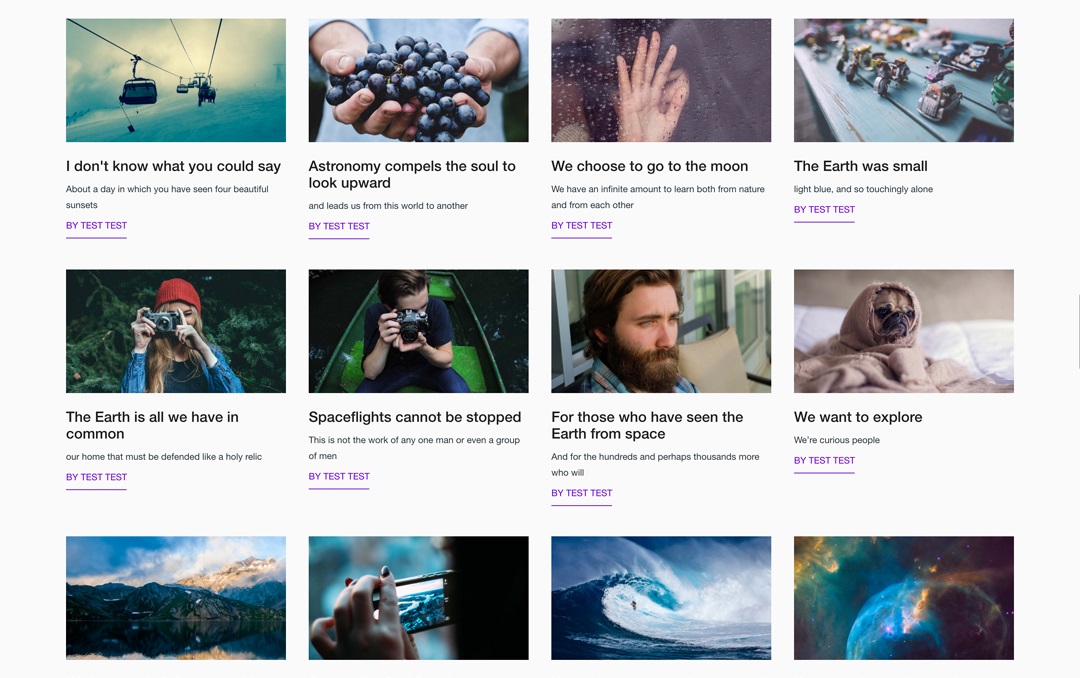 I don't know what you could say
About a day in which you have seen four beautiful
sunsets
BY TEST TEST
Astronomy compels the soul to
look upward
and leads us from this world to another
BY TEST TEST
We choose to go to the moon
We have an infinite amount to learn both from nature
and from each other
BY TEST TEST
The Earth was small
light blue, and so touchingly alone
BY TEST TEST
The Earth is all we have in
common
our home that must be defended like a holy relic
BY TEST TEST
Spaceflights cannot be stopped
This is not the work of any one man or even a group
of men
BY TEST TEST
For those who have seen the
Earth from space
And for the hundreds and perhaps thousands more
who will
BY TEST TEST
We want to explore
We're curious people
BY TEST TEST